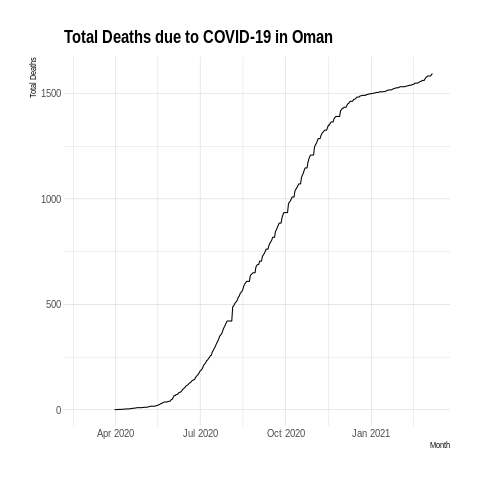 Total Deaths due to COVID-19 in Oman
Total Deaths
1500
1000
500
0
Apr 2020
Jul 2020
Oct 2020
Jan 2021
Month